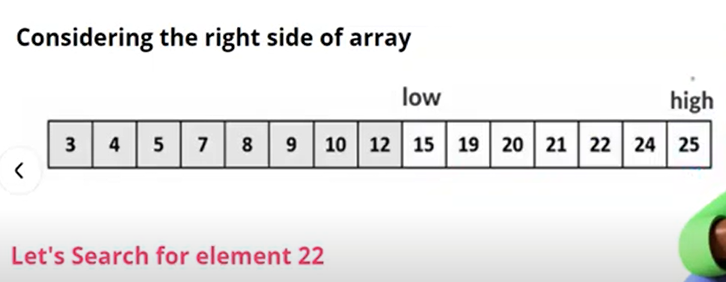 Considering the right side of array
low high
3 4 5 7 8 9 10 12 15 19 20 21 22 24 25
Let's Search for element 22